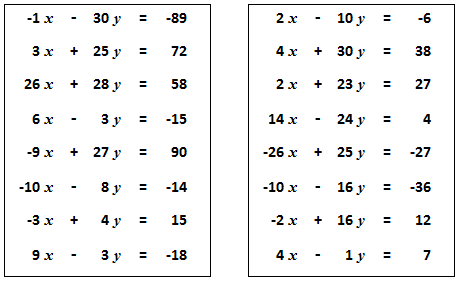 -1 x - 30 y = -89
3 x + 25 y = 72
26 x + 28 y = 58
6 x - 3 y = -15
-9 x + 27 y = 90
-10 x - 8 y = -14
-3 x + 4 y = 15
9 x - 3 y = -18
2 x - 10 y = -6
4 x + 30 y = 38
2 x + 23 y = 27
14 x - 24 y = 4
-26 x + 25 y = -27
-10 x - 16 y = -36
-2 x + 16 y = 12
4 x - 1 y = 7